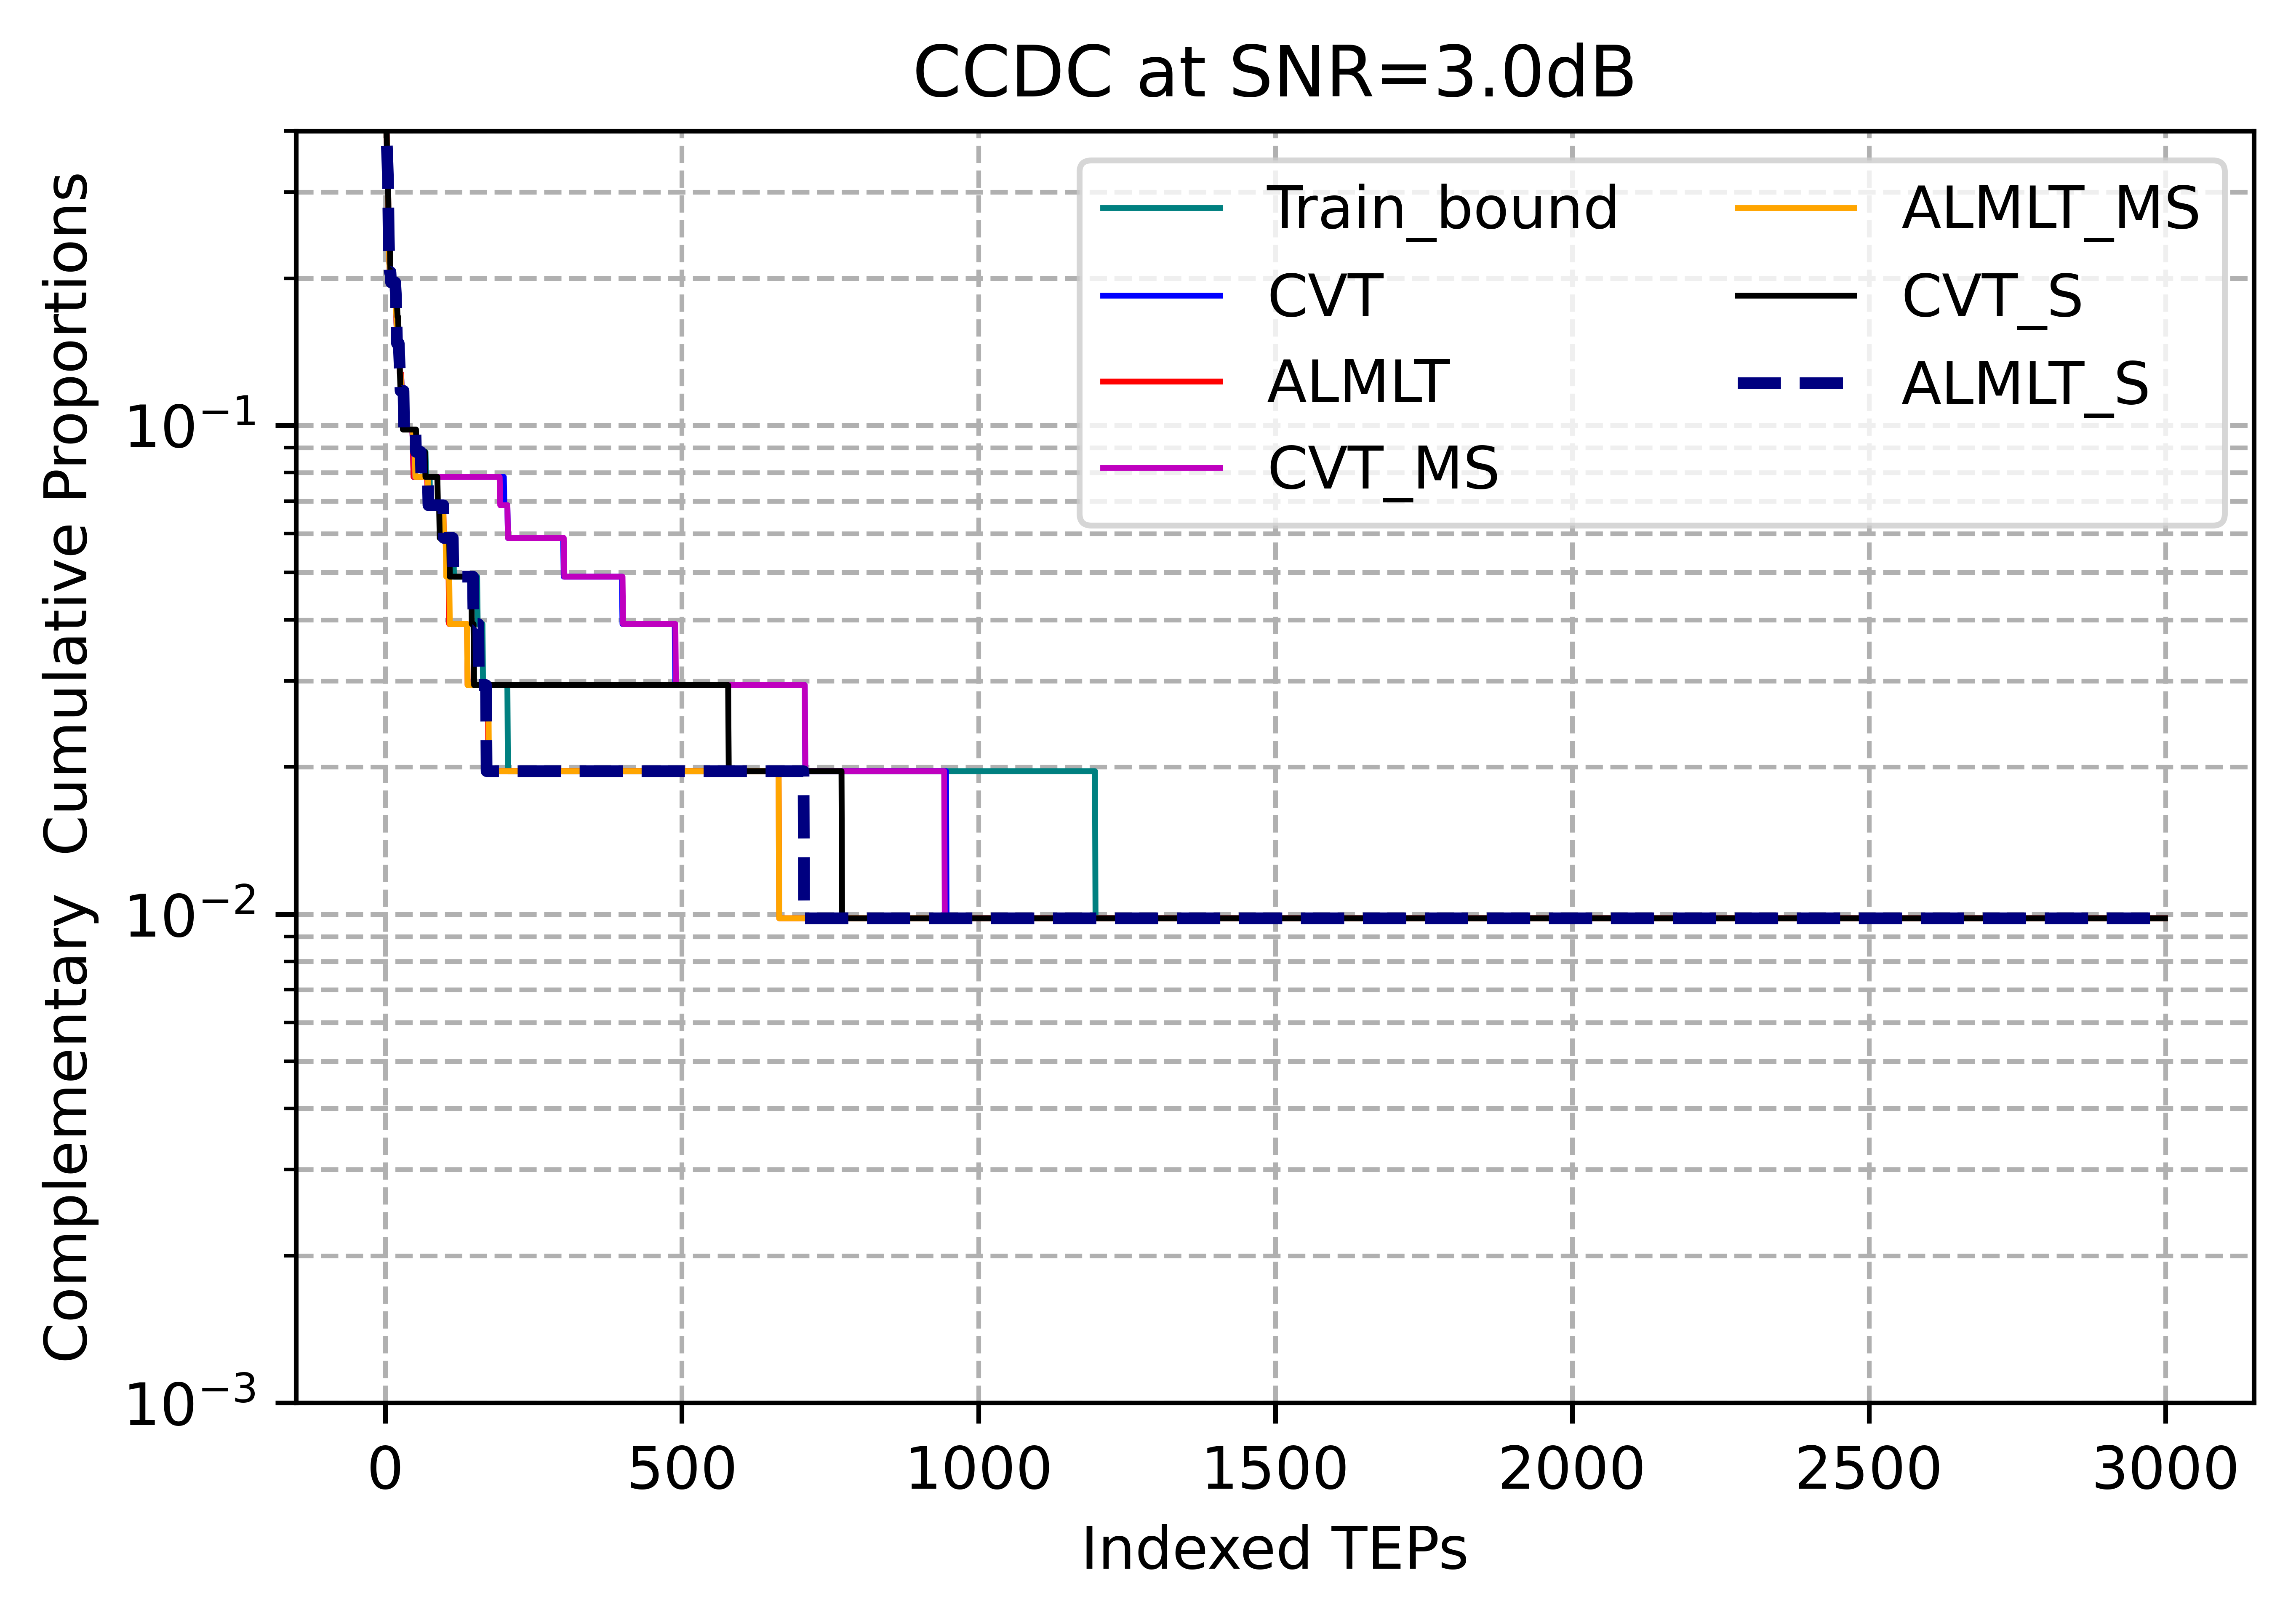 CCDC at SNR=3.0dB
Complementary  Cumulative Proportions
10⁻¹
10⁻²
10⁻³
Train_bound
CVT
ALMLT
CVT_MS
ALMLT_MS
CVT_S
ALMLT_S
0 500 1000 1500 2000 2500 3000
Indexed TEPs